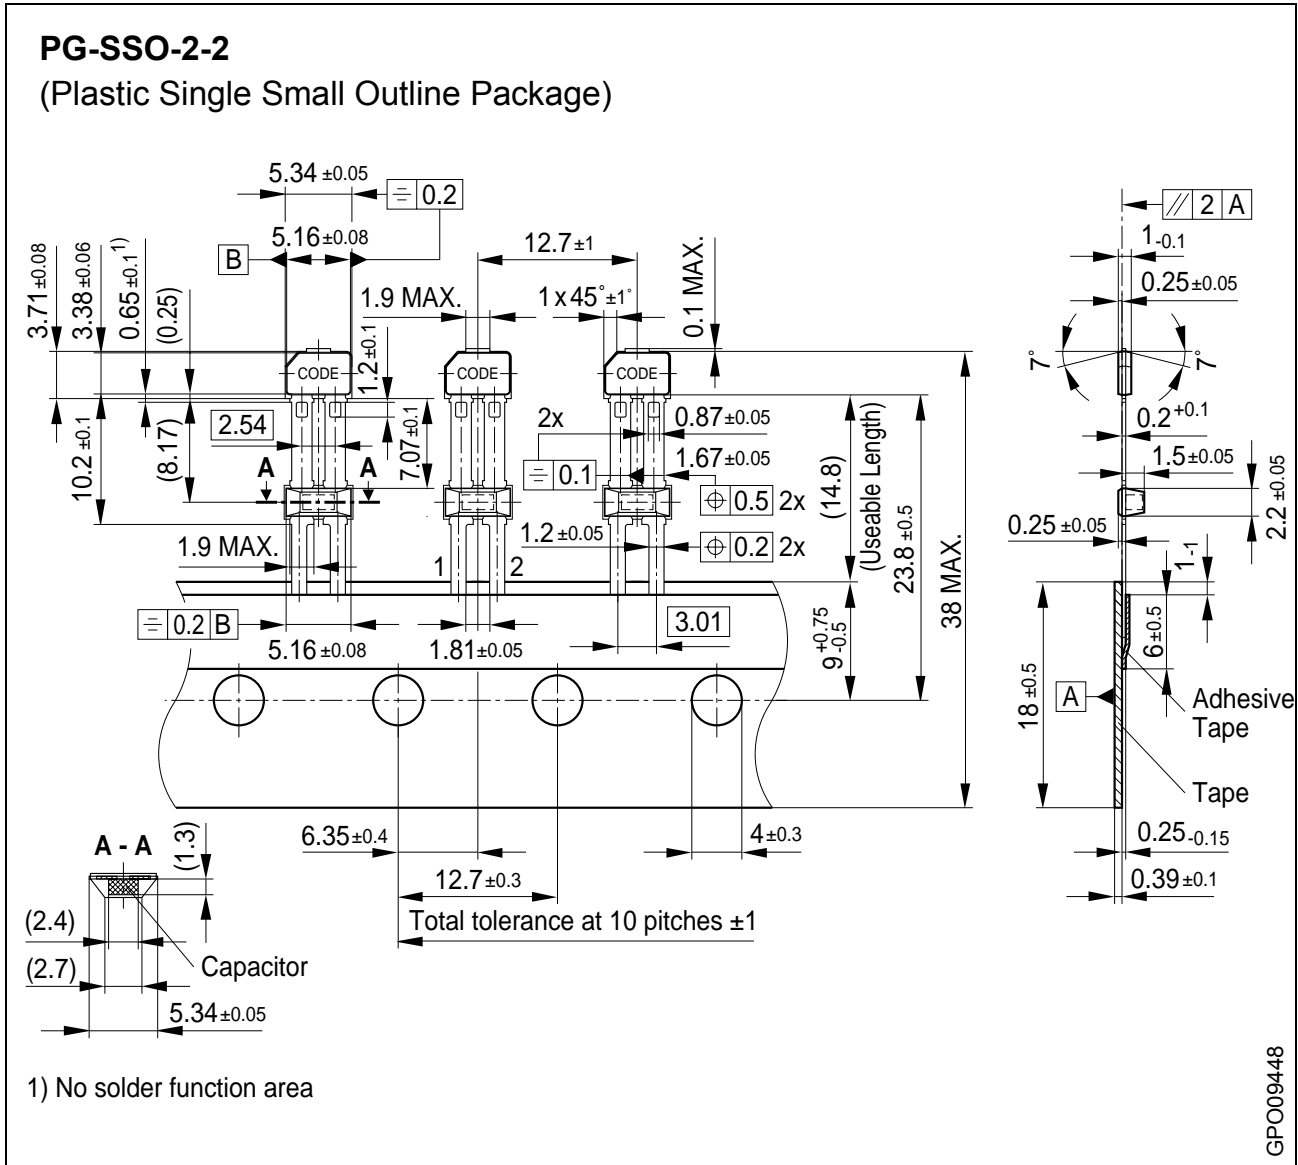 PG-SSO-2-2
(Plastic Single Small Outline Package)
5.34 ±0.05
0.2
5.16 ±0.08
B
12.7 ±1
1.9 MAX.
1 x 45° ±1°
0.1 MAX.
3.71 ±0.08
3.38 ±0.06
0.65 ±0.1 1)
(0.25)
1.2 ±0.1
CODE
CODE
CODE
2.54
10.2 ±0.1
(8.17)
7.07 ±0.1
A
A
2x
0.87 ±0.05
0.1
1.67 ±0.05
0.5 2x
1.2 ±0.05
0.2 2x
(14.8)
(Useable Length)
23.8 ±0.5
38 MAX.
1.9 MAX.
1
2
0.2 B
5.16 ±0.08
1.81 ±0.05
3.01
9 +0.75 -0.5
6.35 ±0.4
4 ±0.3
12.7 ±0.3
Total tolerance at 10 pitches ±1
// 2 A
1 -0.1
0.25 ±0.05
7°
7°
0.2 +0.1
1.5 ±0.05
2.2 ±0.05
0.25 ±0.05
1 -1
6 ±0.5
18 ±0.5
A
Adhesive
Tape
Tape
0.25 -0.15
0.39 ±0.1
A - A
(1.3)
(2.4)
(2.7)
Capacitor
5.34 ±0.05
1) No solder function area
GPO09448